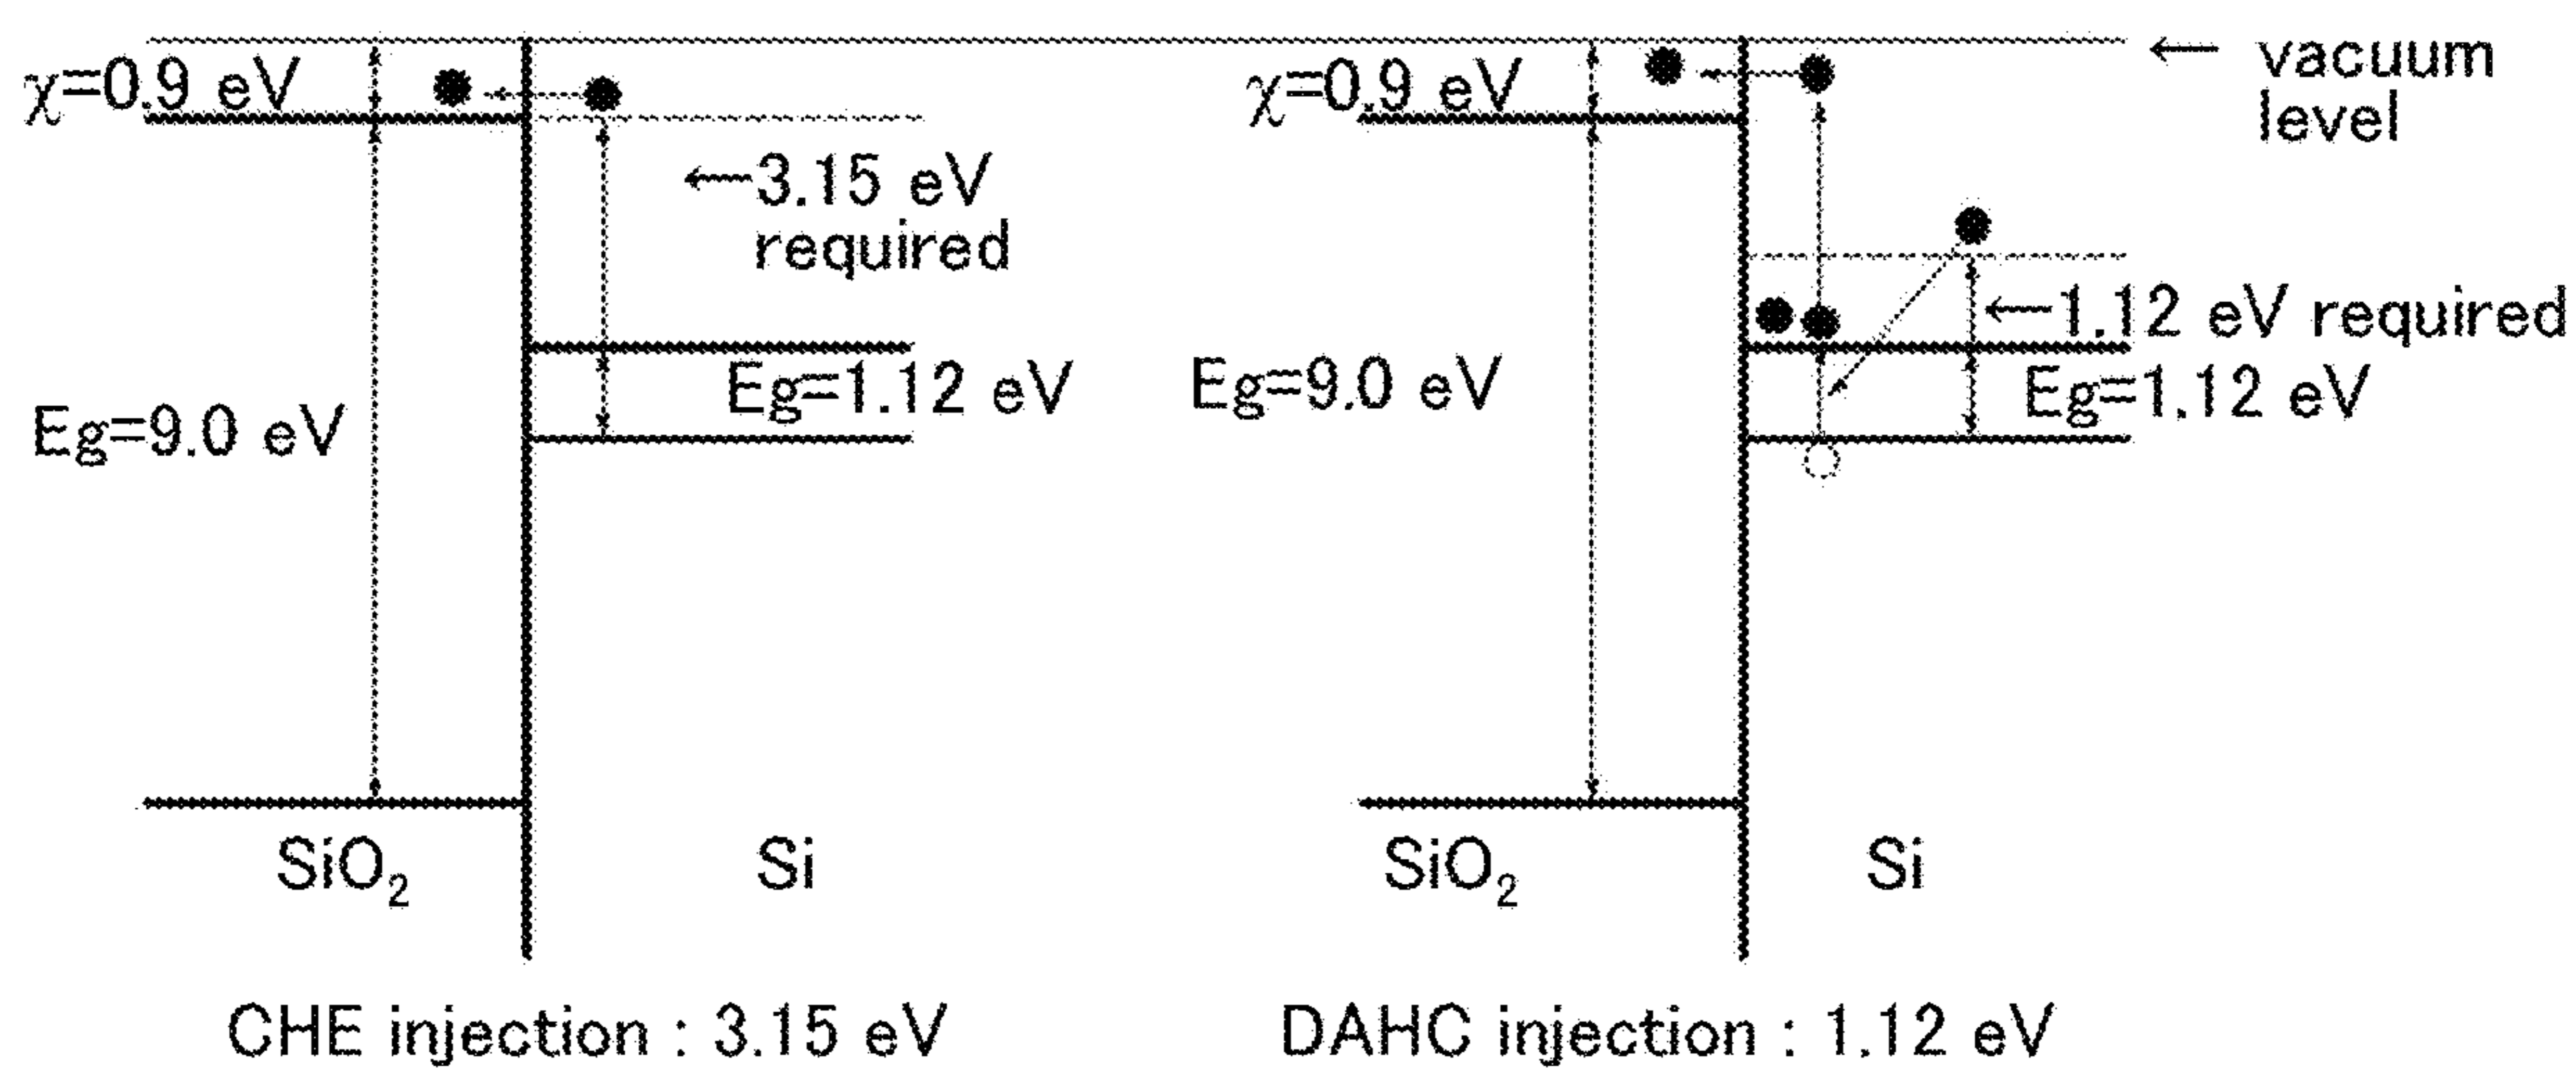 χ=0.9 eV
←3.15 eV
required
Eg=1.12 eV
Eg=9.0 eV
SiO₂
Si
CHE injection : 3.15 eV
χ=0.9 eV
← vacuum
level
←1.12 eV required
Eg=9.0 eV
Eg=1.12 eV
SiO₂
Si
DAHC injection : 1.12 eV